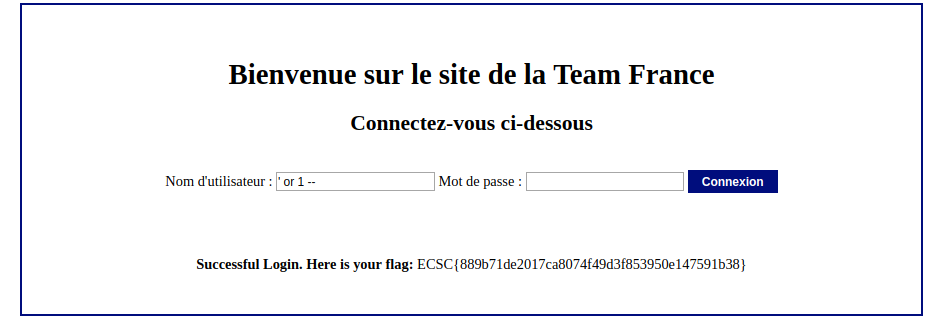 Bienvenue sur le site de la Team France
Connectez-vous ci-dessous
Nom d'utilisateur : ' or 1 -- Mot de passe : Connexion
Successful Login. Here is your flag: ECSC{889b71de2017ca8074f49d3f853950e147591b38}